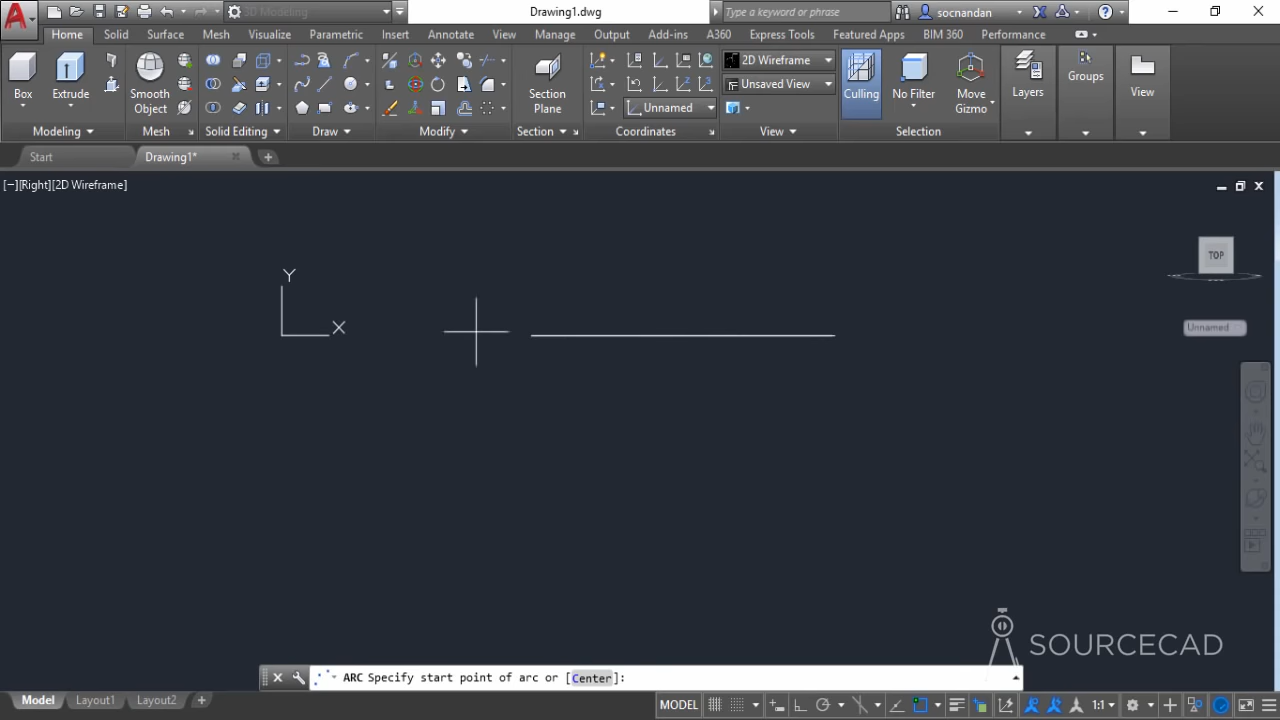 3D Modeling
Drawing1.dwg
Type a keyword or phrase
socnandan
Home Solid Surface Mesh Visualize Parametric Insert Annotate View Manage Output Add-ins A360 Express Tools Featured Apps BIM 360 Performance
2D Wireframe
Unsaved View
Unnamed
Box Extrude Smooth Object Section Plane Culling No Filter Move Gizmo Layers Groups View
Modeling Mesh Solid Editing Draw Modify Section Coordinates View Selection
Start Drawing1* +
[−][Right][2D Wireframe]
TOP
Y
X
Unnamed
SOURCECAD
ARC Specify start point of arc or [Center]:
Model Layout1 Layout2 + MODEL 1:1